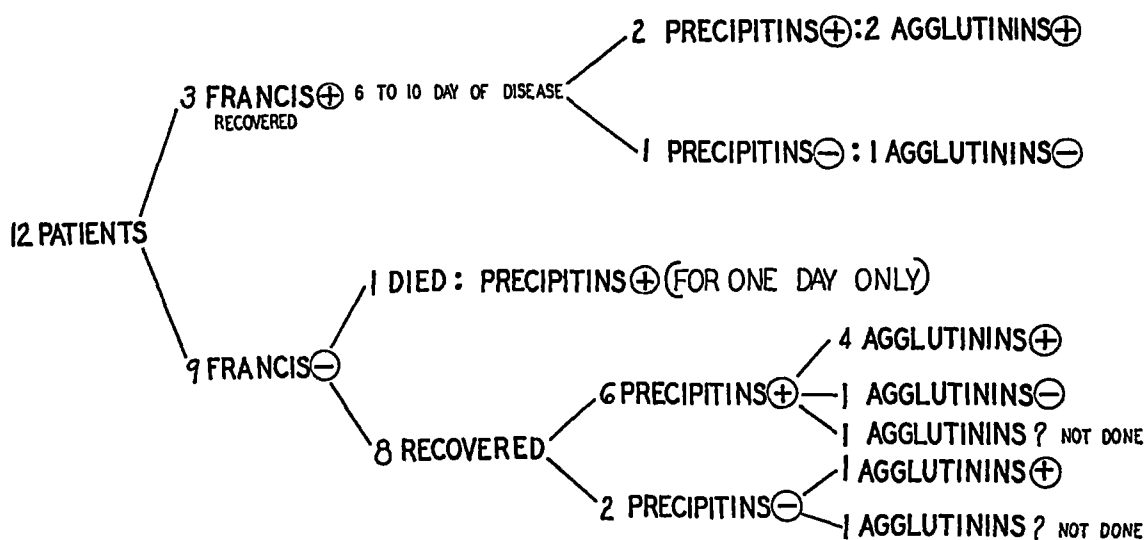 2 PRECIPITINS⊕:2 AGGLUTININS⊕
3 FRANCIS⊕ 6 TO 10 DAY OF DISEASE
RECOVERED
1 PRECIPITINS⊖:1 AGGLUTININS⊖
12 PATIENTS
1 DIED: PRECIPITINS⊕(FOR ONE DAY ONLY)
9 FRANCIS⊖
4 AGGLUTININS⊕
6 PRECIPITINS⊕
1 AGGLUTININS⊖
1 AGGLUTININS? NOT DONE
8 RECOVERED
1 AGGLUTININS⊕
2 PRECIPITINS⊖
1 AGGLUTININS? NOT DONE